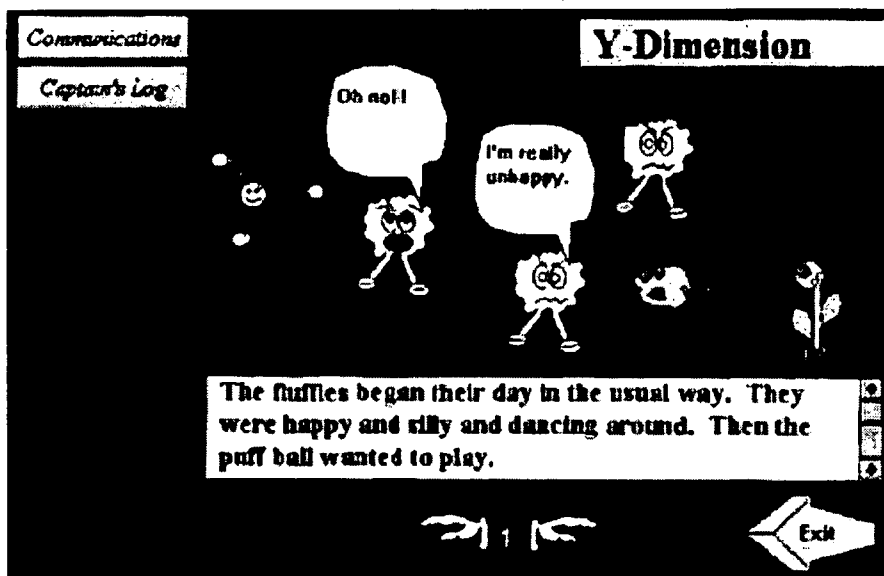 Communications
Captain's Log
Y-Dimension
Oh no!!
I'm really
unhappy.
The fluffies began their day in the usual way. They
were happy and silly and dancing around. Then the
puff ball wanted to play.
1
Exit